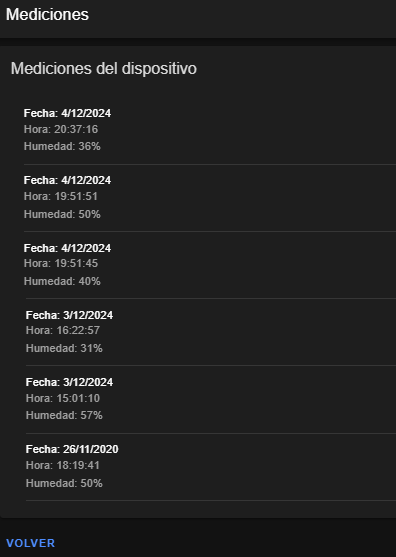 Mediciones
Mediciones del dispositivo
Fecha: 4/12/2024
Hora: 20:37:16
Humedad: 36%
Fecha: 4/12/2024
Hora: 19:51:51
Humedad: 50%
Fecha: 4/12/2024
Hora: 19:51:45
Humedad: 40%
Fecha: 3/12/2024
Hora: 16:22:57
Humedad: 31%
Fecha: 3/12/2024
Hora: 15:01:10
Humedad: 57%
Fecha: 26/11/2020
Hora: 18:19:41
Humedad: 50%
VOLVER